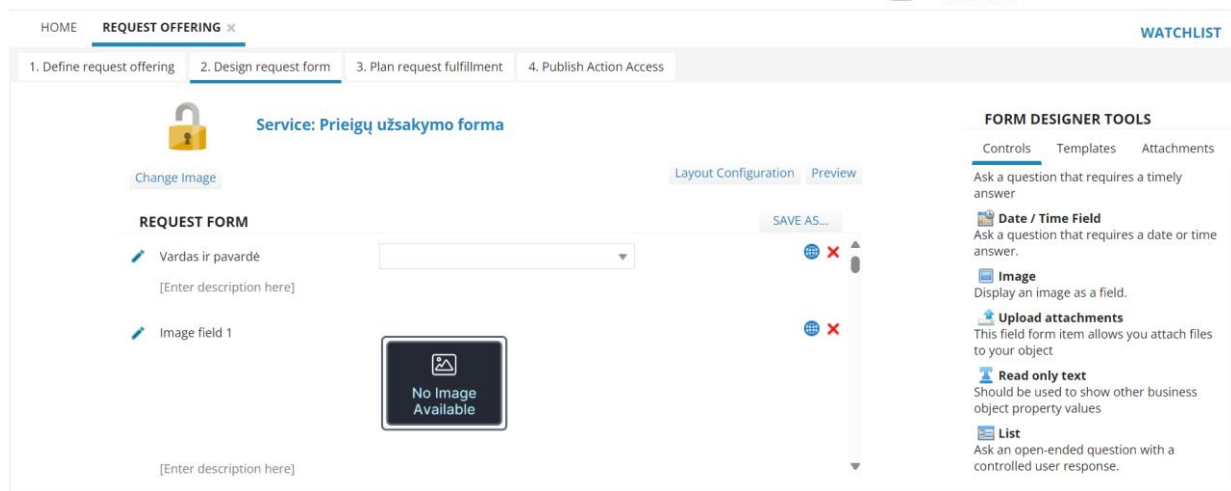 HOME REQUEST OFFERING ×
WATCHLIST
1. Define request offering 2. Design request form 3. Plan request fulfillment 4. Publish Action Access
Service: Prieigų užsakymo forma
Change Image
Layout Configuration Preview
REQUEST FORM
SAVE AS...
Vardas ir pavardė
[Enter description here]
Image field 1
No Image
Available
[Enter description here]
FORM DESIGNER TOOLS
Controls Templates Attachments
Ask a question that requires a timely
answer
Date / Time Field
Ask a question that requires a date or time
answer.
Image
Display an image as a field.
Upload attachments
This field form item allows you attach files
to your object
Read only text
Should be used to show other business
object property values
List
Ask an open-ended question with a
controlled user response.